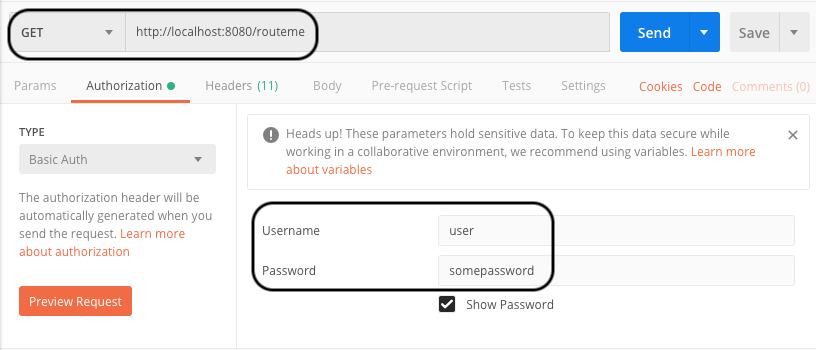 GET http://localhost:8080/routeme Send Save
Params Authorization Headers (11) Body Pre-request Script Tests Settings Cookies Code Comments (0)
TYPE
Basic Auth
The authorization header will be
automatically generated when you
send the request. Learn more
about authorization
Preview Request
Heads up! These parameters hold sensitive data. To keep this data secure while
working in a collaborative environment, we recommend using variables. Learn more
about variables
Username user
Password somepassword
Show Password